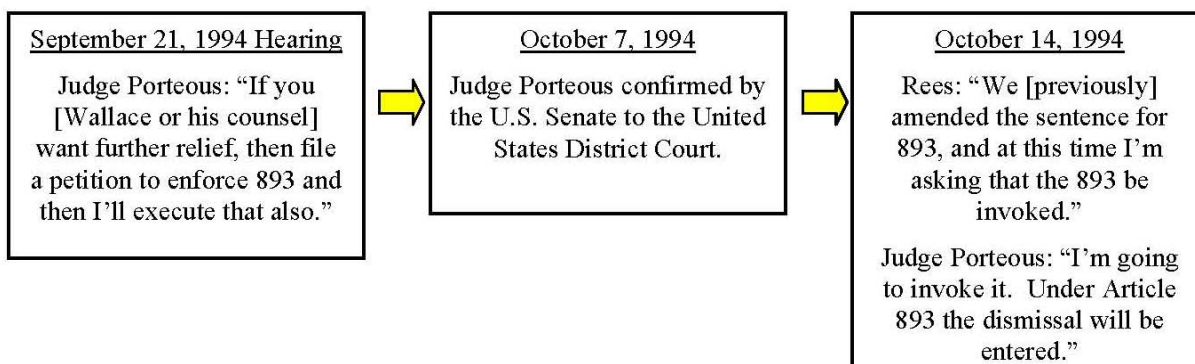 September 21, 1994 Hearing
Judge Porteous: “If you
[Wallace or his counsel]
want further relief, then file
a petition to enforce 893 and
then I’ll execute that also.”
October 7, 1994
Judge Porteous confirmed by
the U.S. Senate to the United
States District Court.
October 14, 1994
Rees: “We [previously]
amended the sentence for
893, and at this time I’m
asking that the 893 be
invoked.”
Judge Porteous: “I’m going
to invoke it.  Under Article
893 the dismissal will be
entered.”